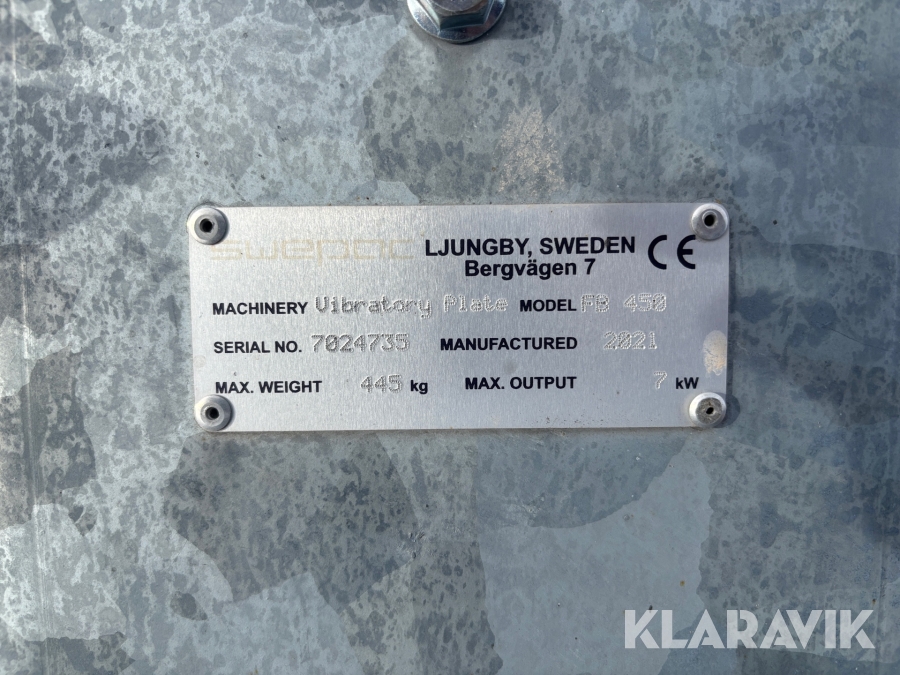 swepac LJUNGBY, SWEDEN CE
Bergvägen 7
MACHINERY Vibratory Plate MODEL FB 450
SERIAL NO. 7024735 MANUFACTURED 2021
MAX. WEIGHT 445 kg MAX. OUTPUT 7 kW
KLARAVIK